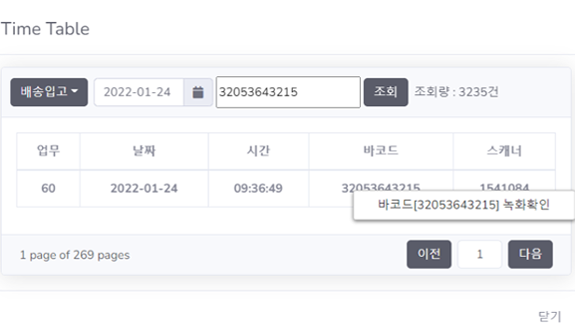 Time Table
배송입고 2022-01-24 32053643215 조회 조회량 : 3235건
업무 날짜 시간 바코드 스캐너
60 2022-01-24 09:36:49 32053643215 1541084
바코드[32053643215] 녹화확인
1 page of 269 pages 이전 1 다음
닫기